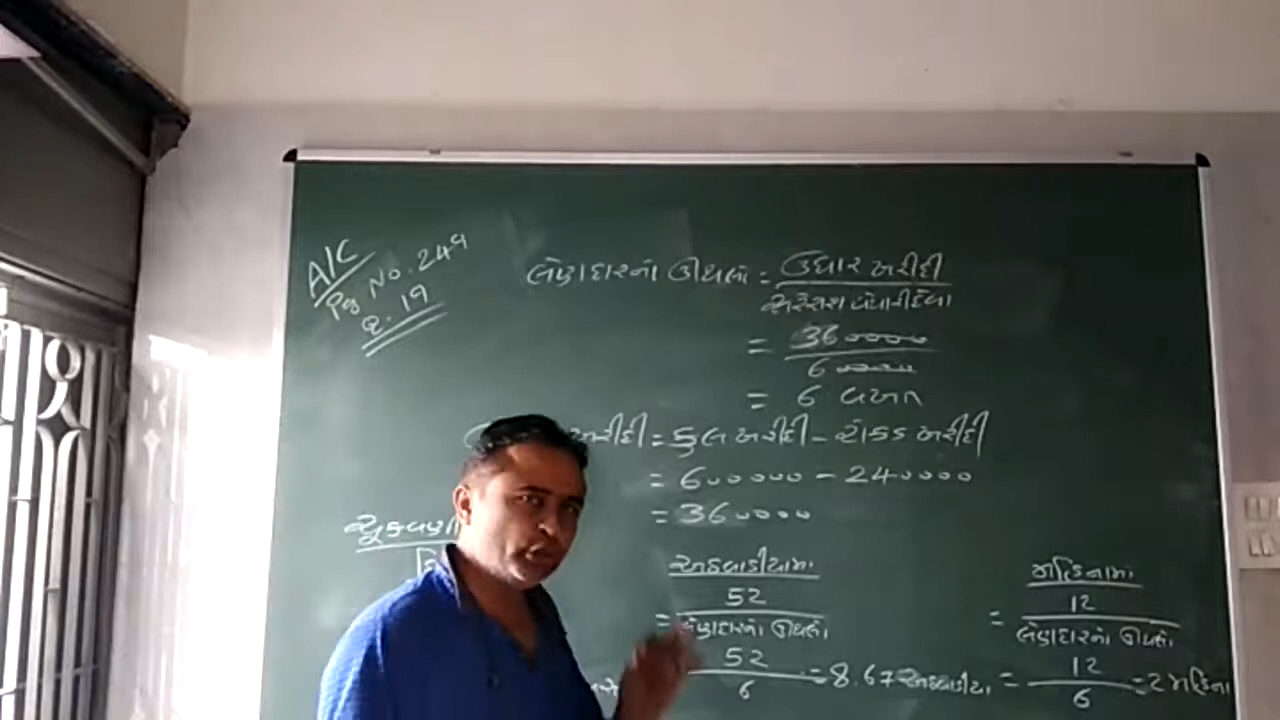 A/C
Pg No. 249
Q. 19
લેણદારનો ઊથલો = ઉધાર ખરીદી
સરેરાશ વેપારીદેવા
= 360000
60000
= 6 વખત
ખરીદી = કુલ ખરીદી - રોકડ ખરીદી
= 600000 - 240000
= 360000
ચૂકવણી
અઠવાડીયામાં
= 52
લેણદારનો ઊથલો
52
6
= 8.67 અઠવાડીયા
મહિનામાં
= 12
લેણદારનો ઊથલો
= 12
6
= 2 મહિના